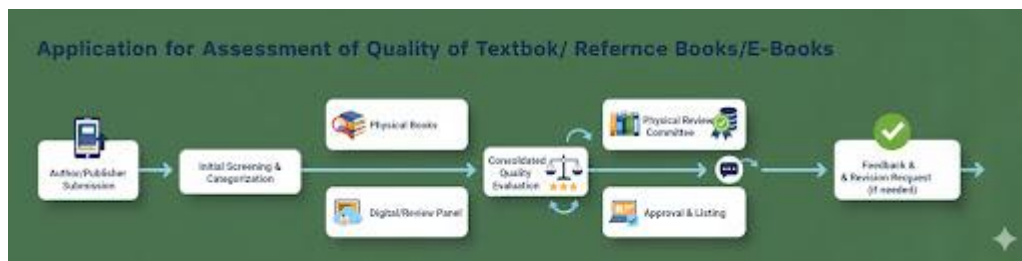 Application for Assessment of Quality of Textbok/ Refernce Books/E-Books
Author/Publisher
Submission
Initial Screening &
Categorization
Physical Books
Digital/Review Panel
Consolidated
Quality
Evaluation
Physical Review
Committee
Approval & Listing
Feedback &
& Revision Recguest
(if needed)